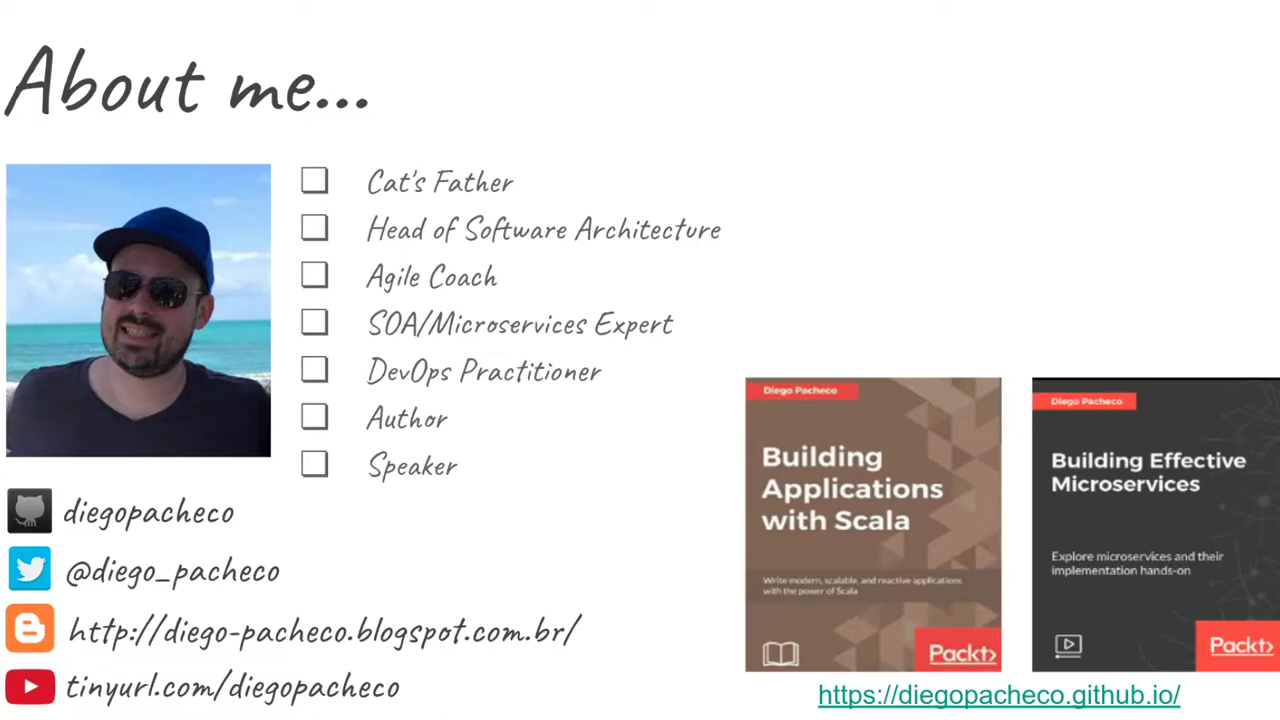 About me...
Cat's Father
Head of Software Architecture
Agile Coach
SOA/Microservices Expert
DevOps Practitioner
Author
Speaker
diegopacheco
@diego_pacheco
http://diego-pacheco.blogspot.com.br/
tinyurl.com/diegopacheco
Diego Pacheco
Building
Applications
with Scala
Write modern, scalable, and reactive applications
with the power of Scala
Packt>
Diego Pacheco
Building Effective
Microservices
Explore microservices and their
implementation hands-on
Packt>
https://diegopacheco.github.io/